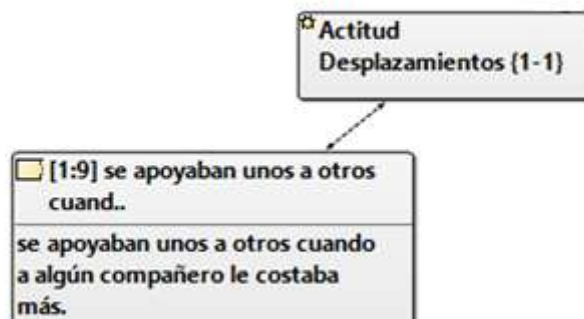 Actitud
Desplazamientos {1-1}
[1:9] se apoyaban unos a otros
cuand..
se apoyaban unos a otros cuando
a algún compañero le costaba
más.